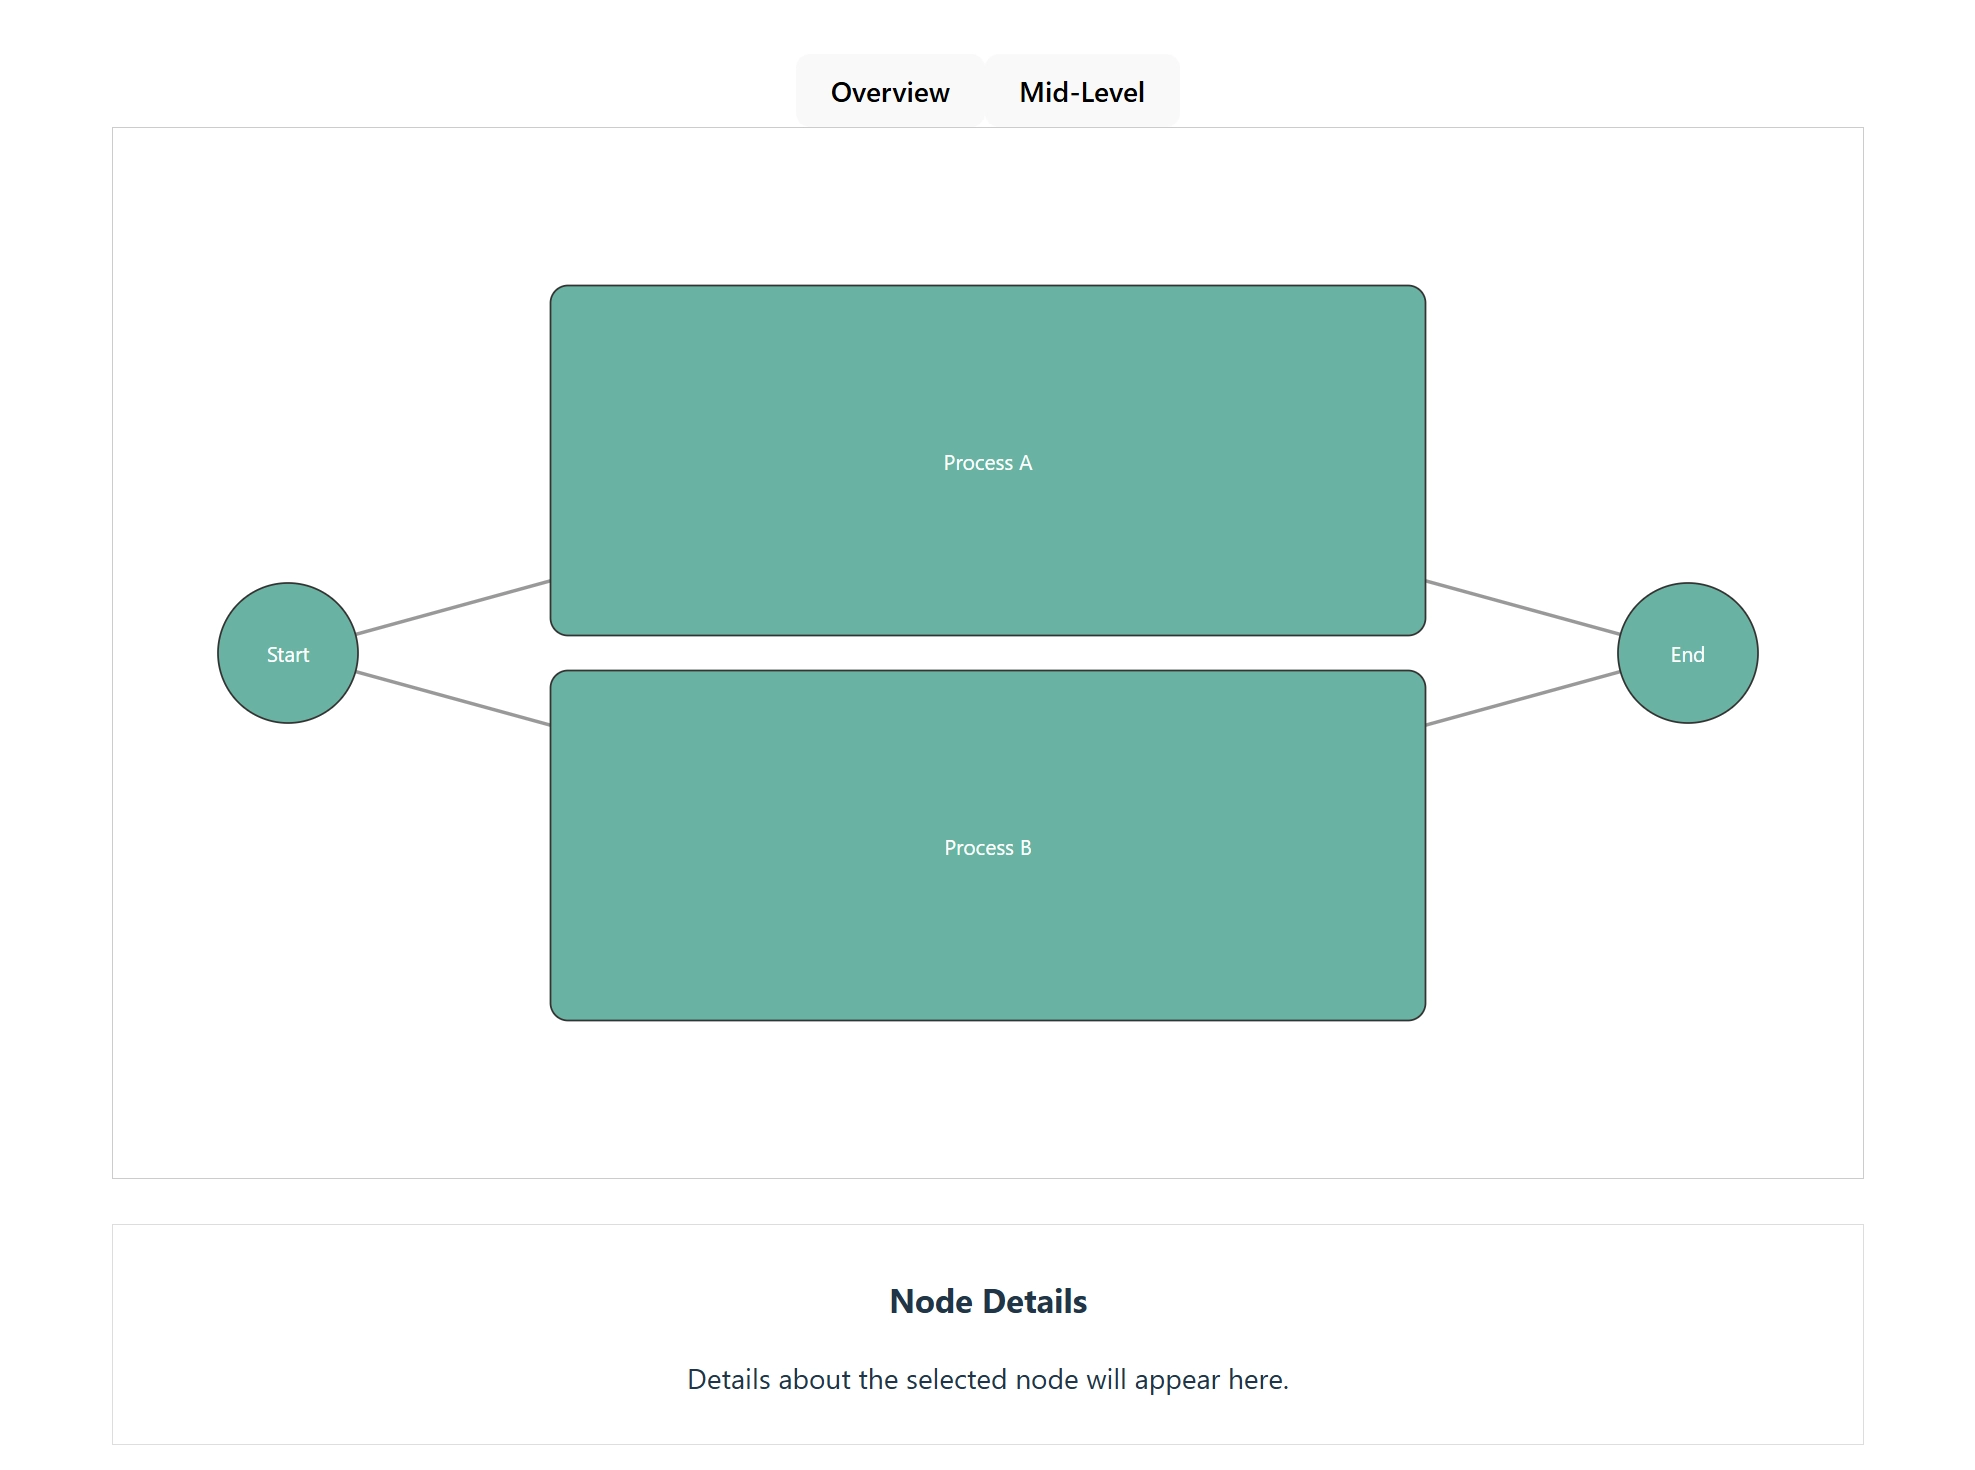 Overview
Mid-Level
Process A
Start
End
Process B
Node Details
Details about the selected node will appear here.